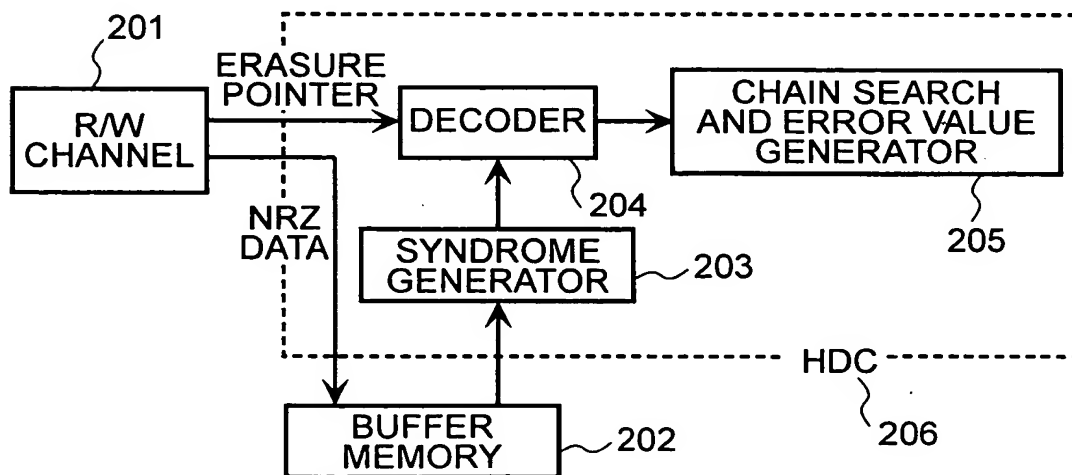 201
ERASURE
POINTER
R/W
CHANNEL
DECODER
CHAIN SEARCH
AND ERROR VALUE
GENERATOR
204
205
NRZ
DATA
SYNDROME
GENERATOR
203
HDC
BUFFER
MEMORY
202
206